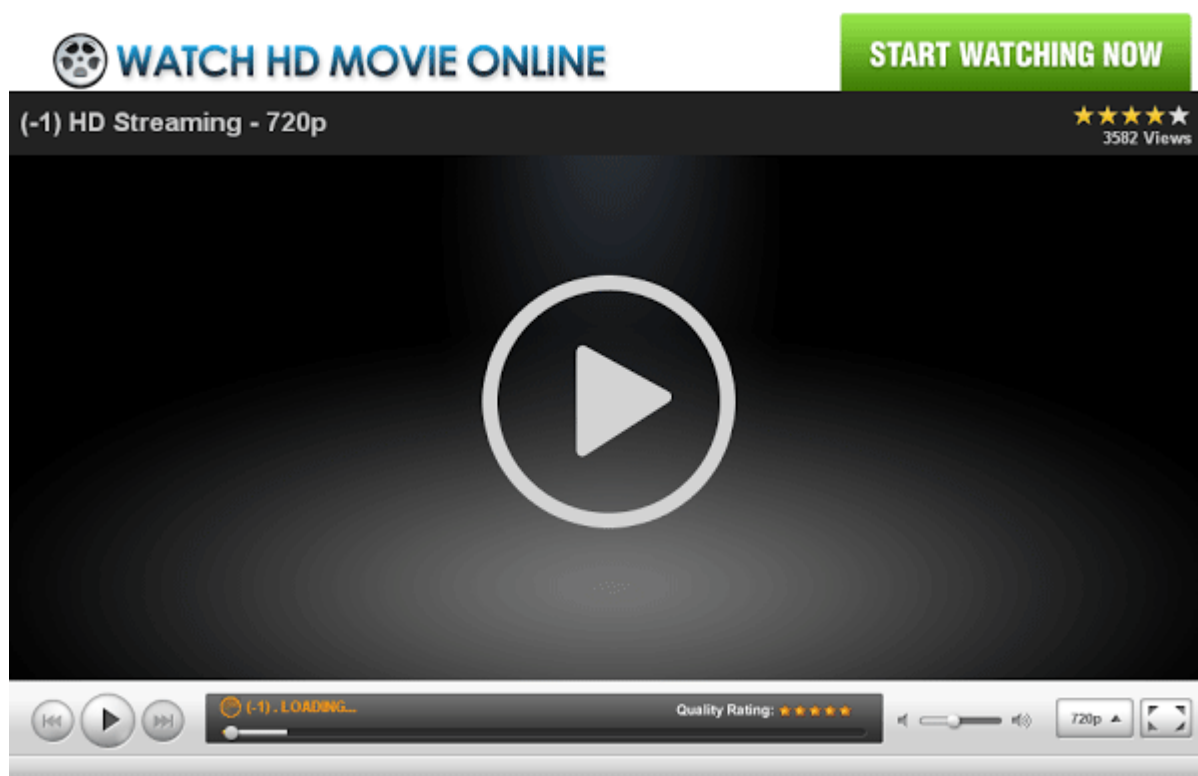 WATCH HD MOVIE ONLINE
START WATCHING NOW
(-1) HD Streaming - 720p
3582 Views
(-1) . LOADING...
Quality Rating:
720p